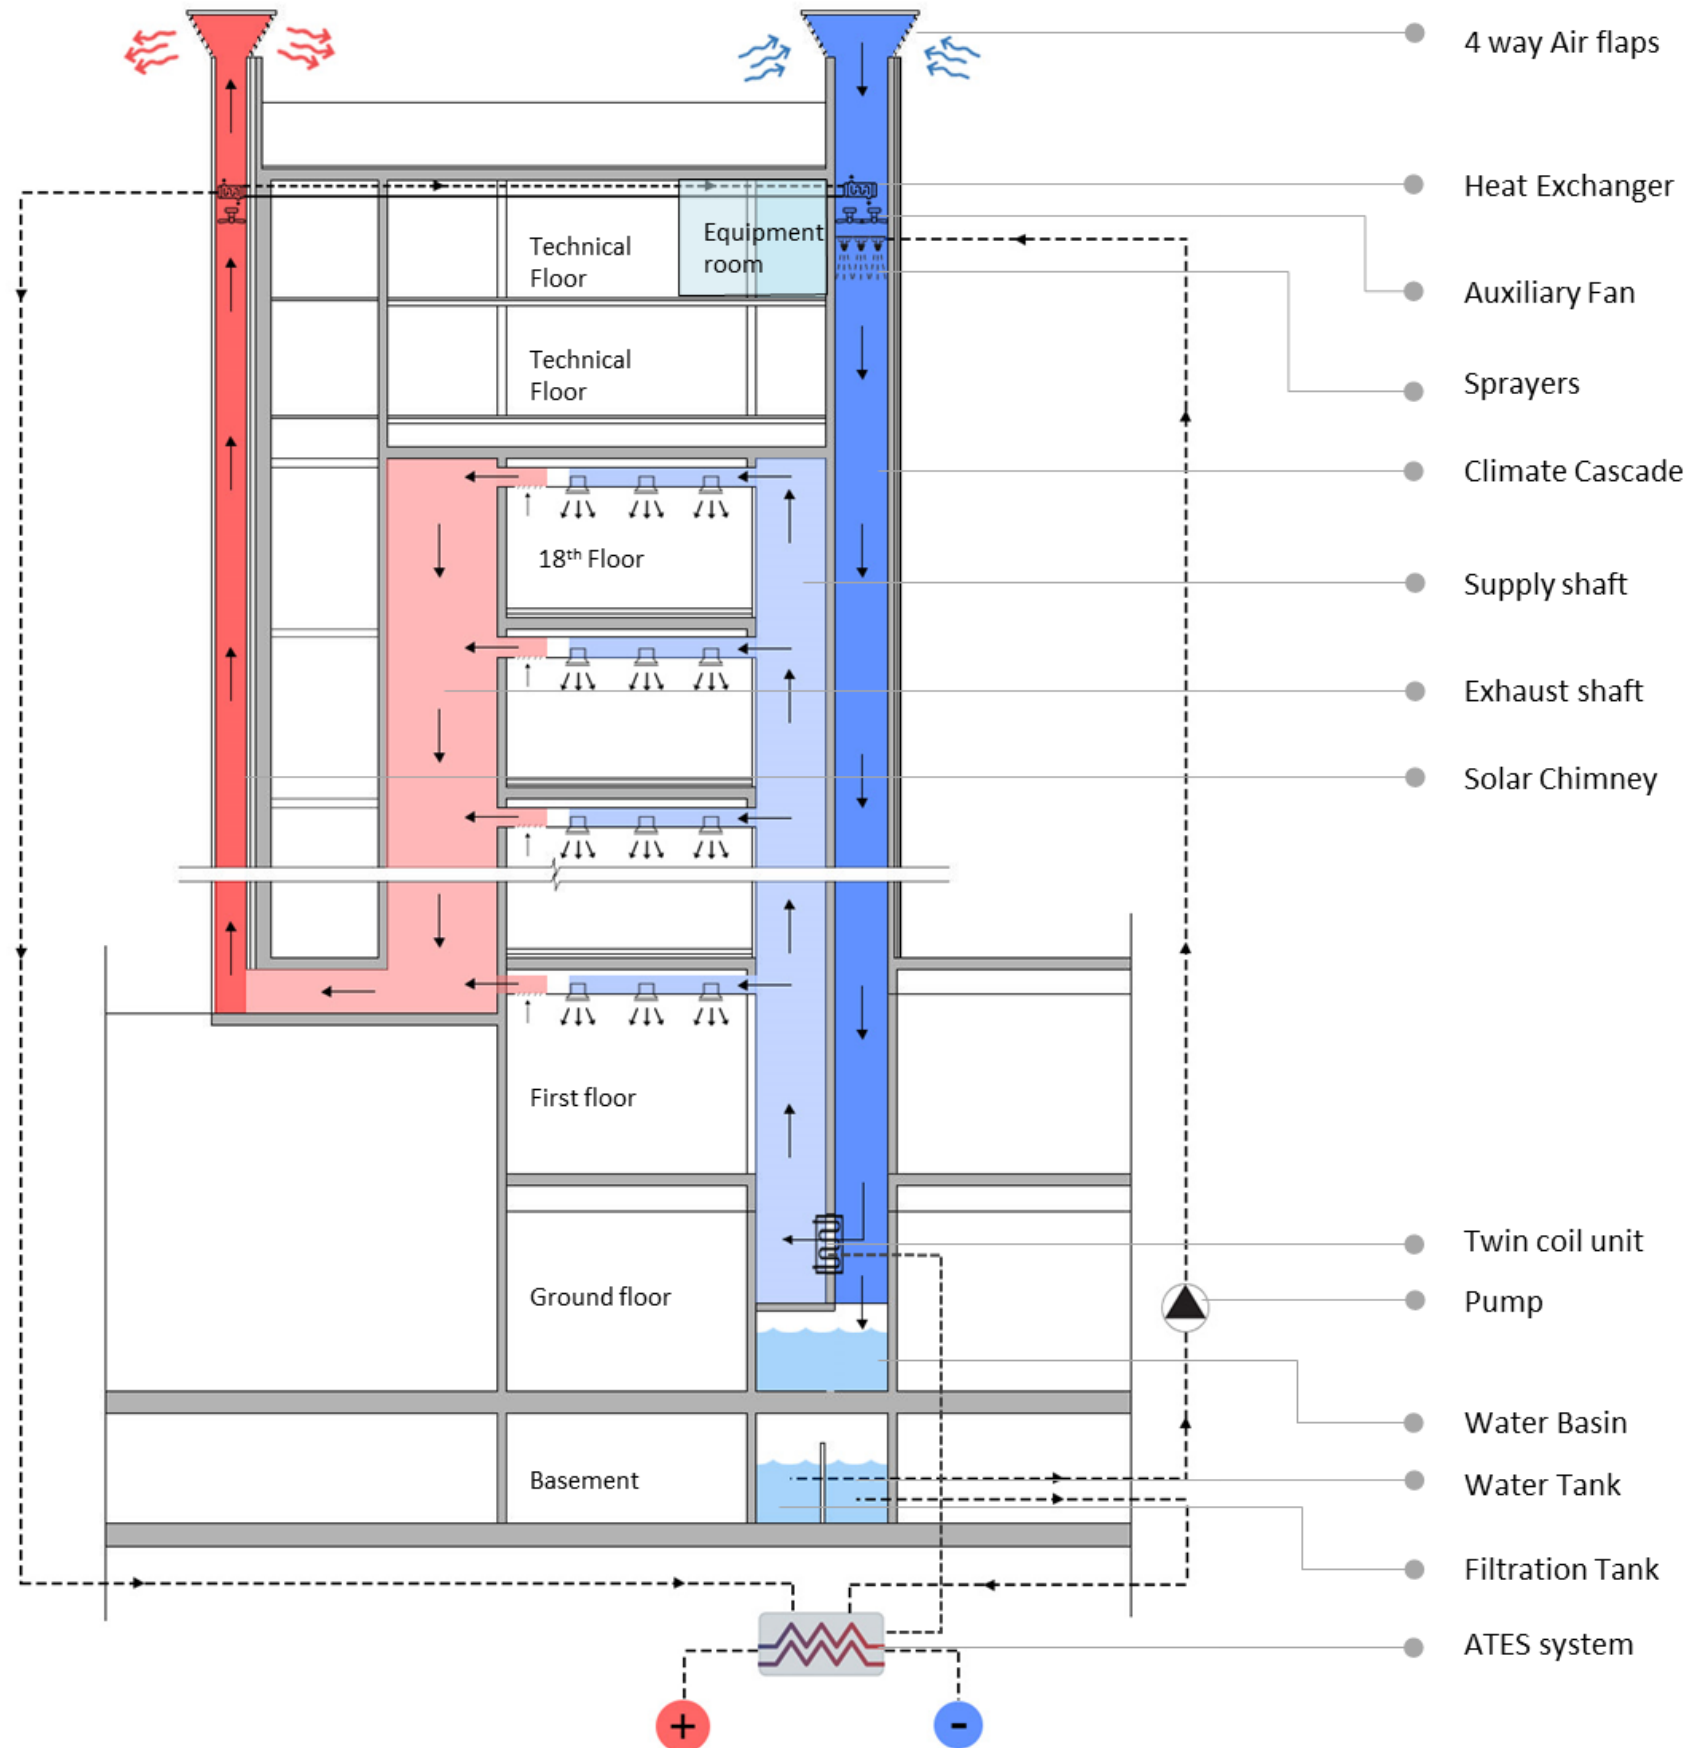 4 way Air flaps
Heat Exchanger
Equipment
room
Technical
Floor
Auxiliary Fan
Technical
Floor
Sprayers
Climate Cascade
18th Floor
Supply shaft
Exhaust shaft
Solar Chimney
First floor
Twin coil unit
Ground floor
Pump
Water Basin
Basement
Water Tank
Filtration Tank
ATES system
+
-